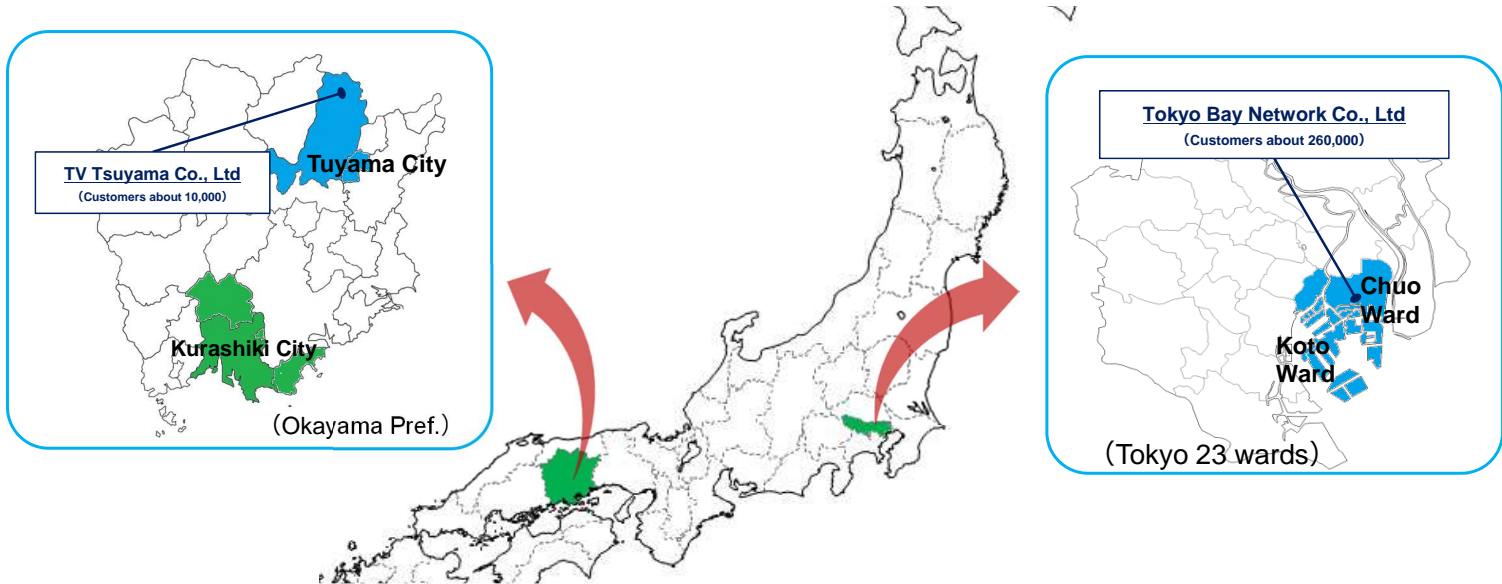 TV Tsuyama Co., Ltd
（Customers about 10,000）
Tuyama City
Kurashiki City
（Okayama Pref.）
Tokyo Bay Network Co., Ltd
（Customers about 260,000）
Chuo
Ward
Koto
Ward
（Tokyo 23 wards）